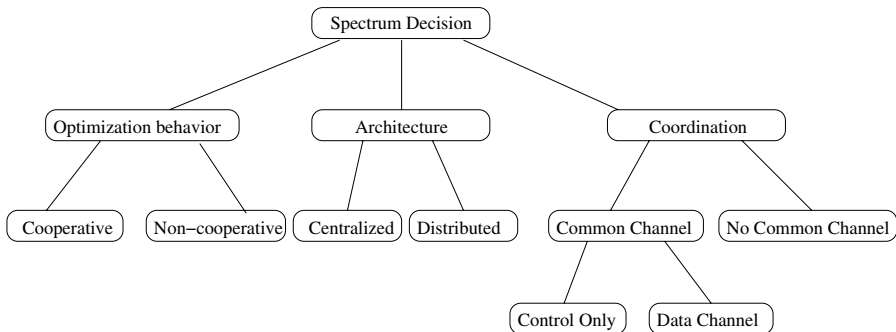 Spectrum Decision
Optimization behavior
Architecture
Coordination
Cooperative
Non−cooperative
Centralized
Distributed
Common Channel
No Common Channel
Control Only
Data Channel